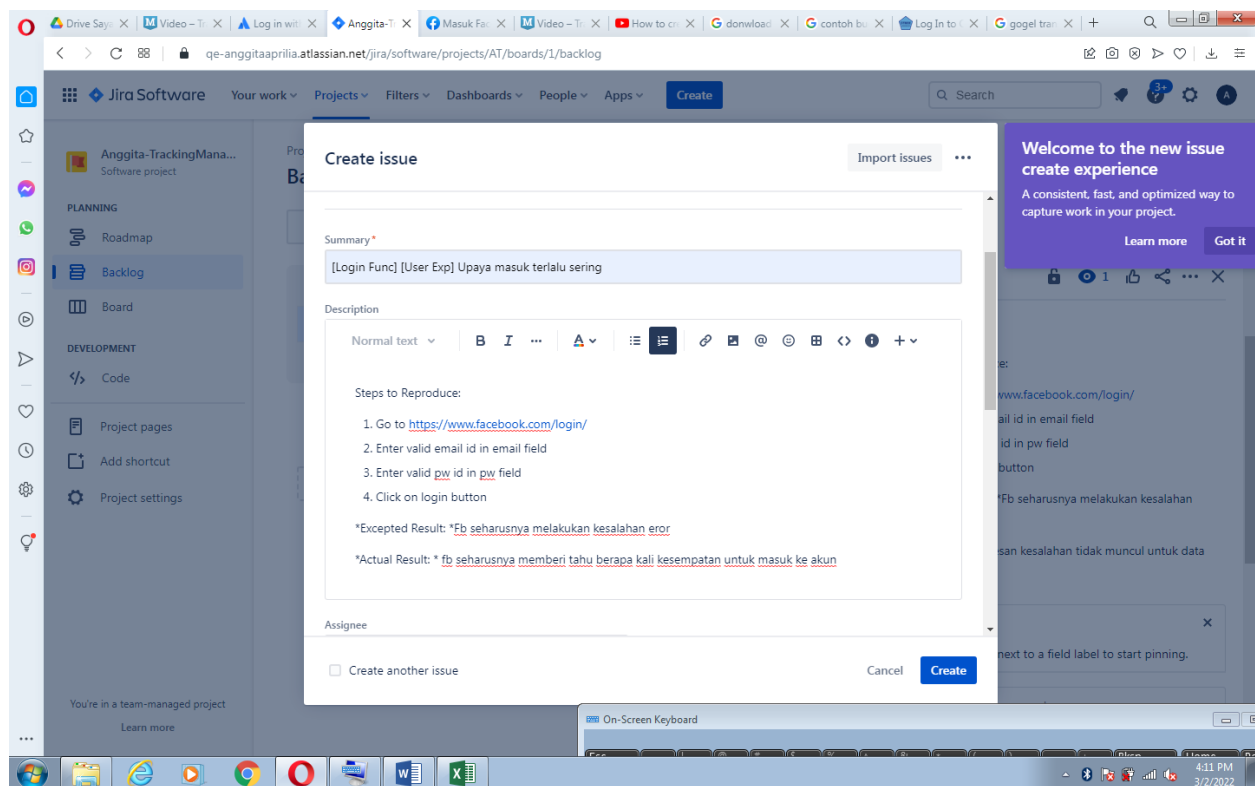 Drive Saya
Video – Tr
Log in with
Anggita-Tr
Masuk Fac
Video – Tr
How to cre
donwload
contoh bu
Log In to
gogel tran
qe-anggitaaprilia.atlassian.net/jira/software/projects/AT/boards/1/backlog
Jira Software Your work Projects Filters Dashboards People Apps Create Search 3+ A
Anggita-TrackingMana...
Software project
PLANNING
Roadmap
Backlog
Board
DEVELOPMENT
Code
Project pages
Add shortcut
Project settings
You're in a team-managed project
Learn more
Pro
Ba
Create issue Import issues
Summary*
[Login Func] [User Exp] Upaya masuk terlalu sering
Description
Normal text B I ... A
Steps to Reproduce:
1. Go to https://www.facebook.com/login/
2. Enter valid email id in email field
3. Enter valid pw id in pw field
4. Click on login button
*Excepted Result: *Fb seharusnya melakukan kesalahan eror
*Actual Result: * fb seharusnya memberi tahu berapa kali kesempatan untuk masuk ke akun
Assignee
Create another issue Cancel Create
Welcome to the new issue
create experience
A consistent, fast, and optimized way to
capture work in your project.
Learn more Got it
1
www.facebook.com/login/
ail id in email field
id in pw field
button
*Fb seharusnya melakukan kesalahan
san kesalahan tidak muncul untuk data
next to a field label to start pinning.
On-Screen Keyboard
4:11 PM
3/2/2022